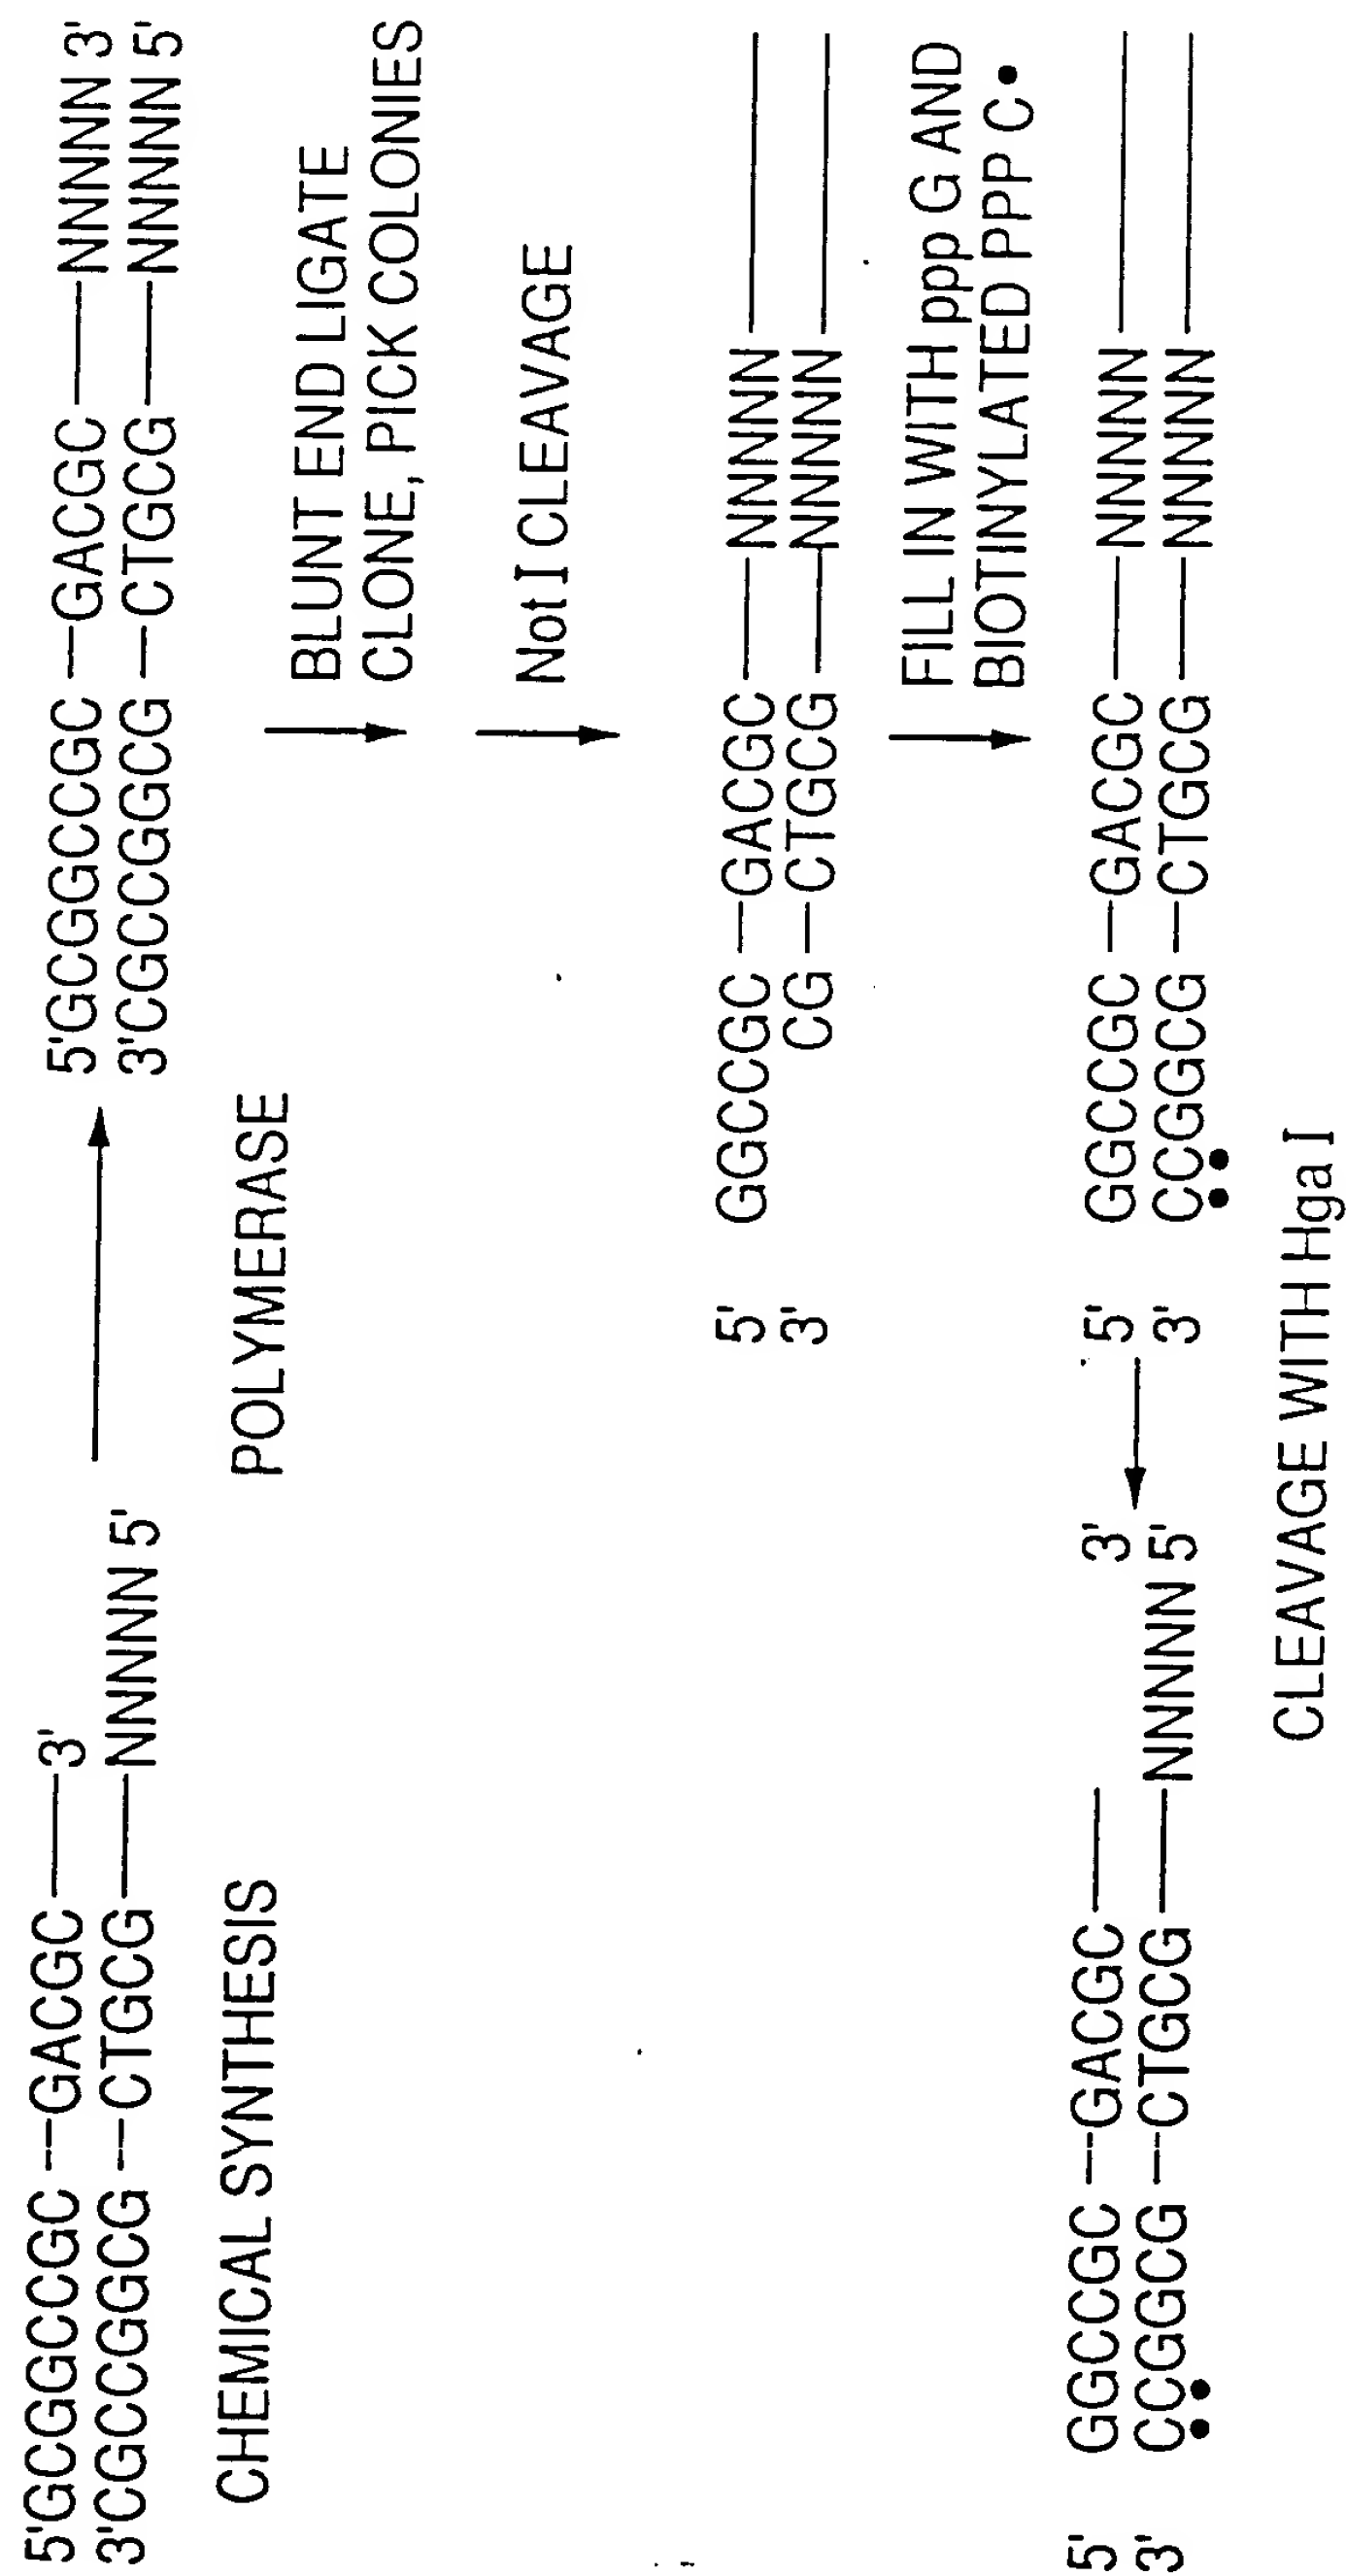 5'GCGGCCGC --GACGC ——3'
3'CGCCGGCG --CTGCG ——NNNNN 5'
CHEMICAL SYNTHESIS
POLYMERASE
5'GCGGCCGC —GACGC ——NNNNN 3'
3'CGCCGGCG —CTGCG ——NNNNN 5'
BLUNT END LIGATE
CLONE, PICK COLONIES
Not I CLEAVAGE
5' GGCCGC —GACGC ——NNNNN ————
3' CG —CTGCG ——NNNNN ————
FILL IN WITH ppp G AND
BIOTINYLATED PPP C•
5' GGCCGC —GACGC ——NNNNN ————
3' CCGGCG —CTGCG ——NNNNN ————
••
CLEAVAGE WITH Hga I
5' GGCCGC --GACGC —— 3'
3' CCGGCG --CTGCG ——NNNNN 5'
••